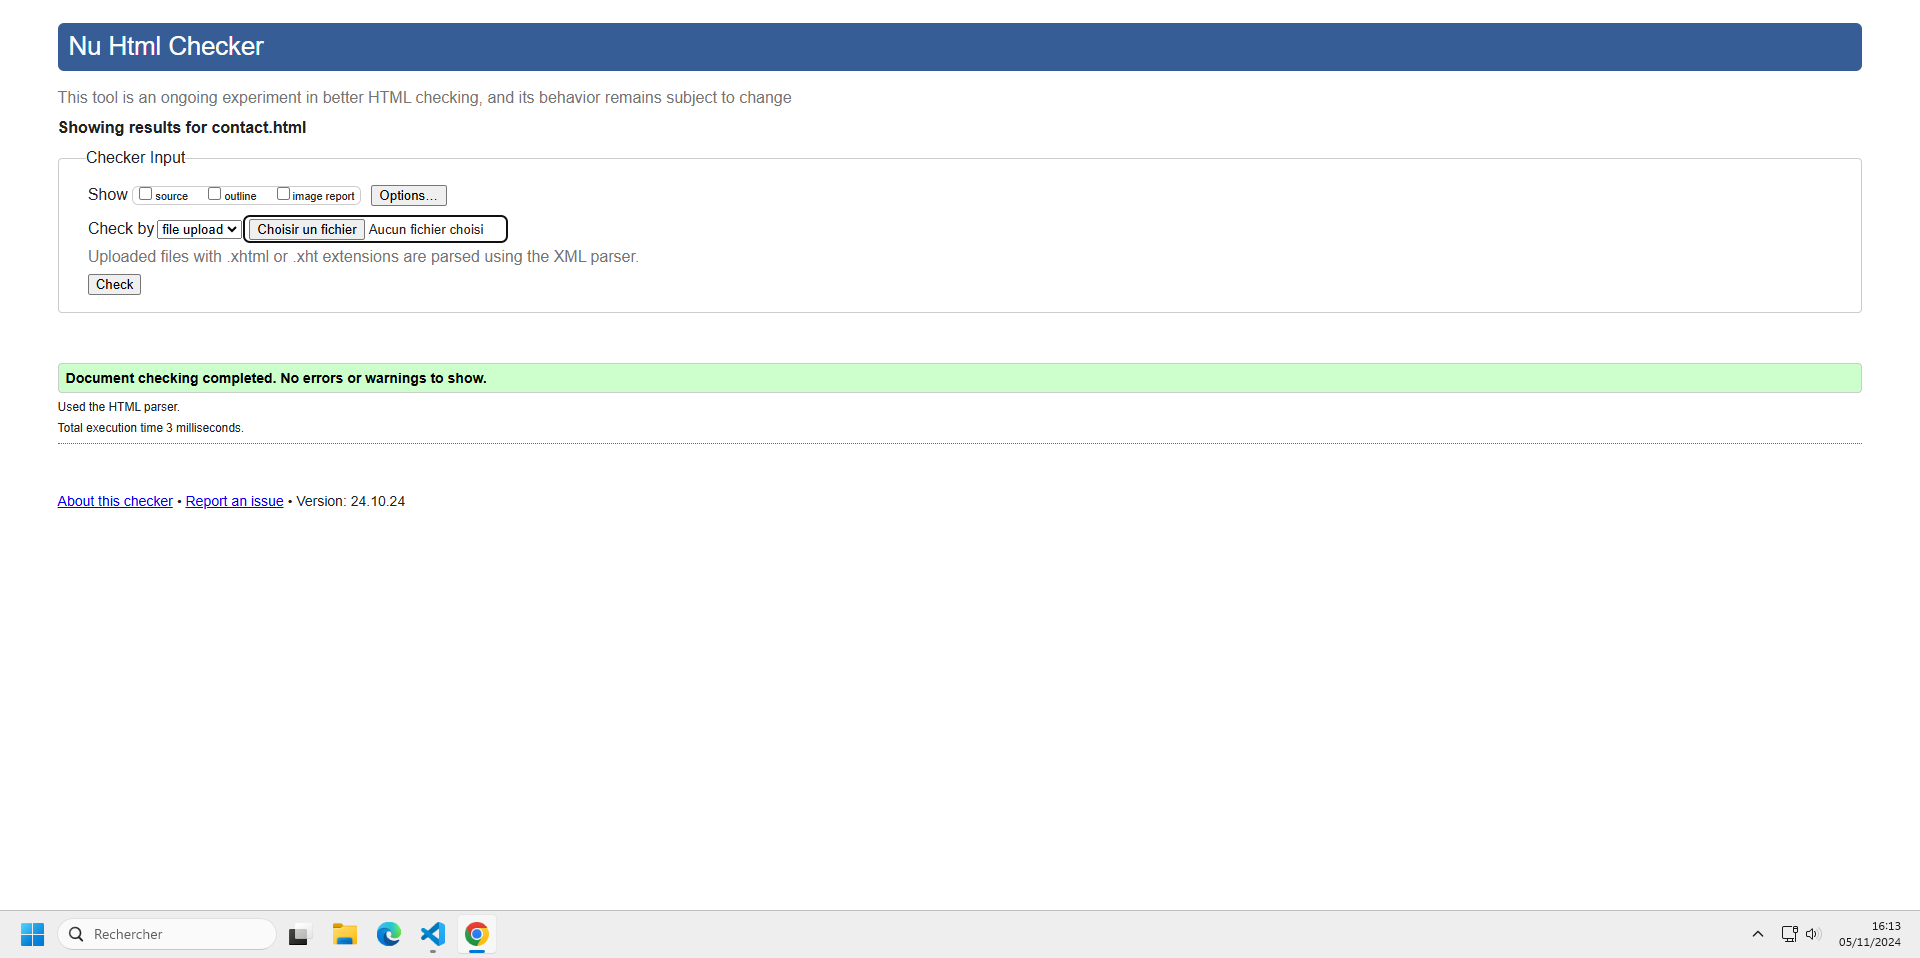 Nu Html Checker
This tool is an ongoing experiment in better HTML checking, and its behavior remains subject to change
Showing results for contact.html
Checker Input
Show source outline image report Options...
Check by file upload Choisir un fichier Aucun fichier choisi
Uploaded files with .xhtml or .xht extensions are parsed using the XML parser.
Check
Document checking completed. No errors or warnings to show.
Used the HTML parser.
Total execution time 3 milliseconds.
About this checker • Report an issue • Version: 24.10.24
Rechercher
16:13
05/11/2024